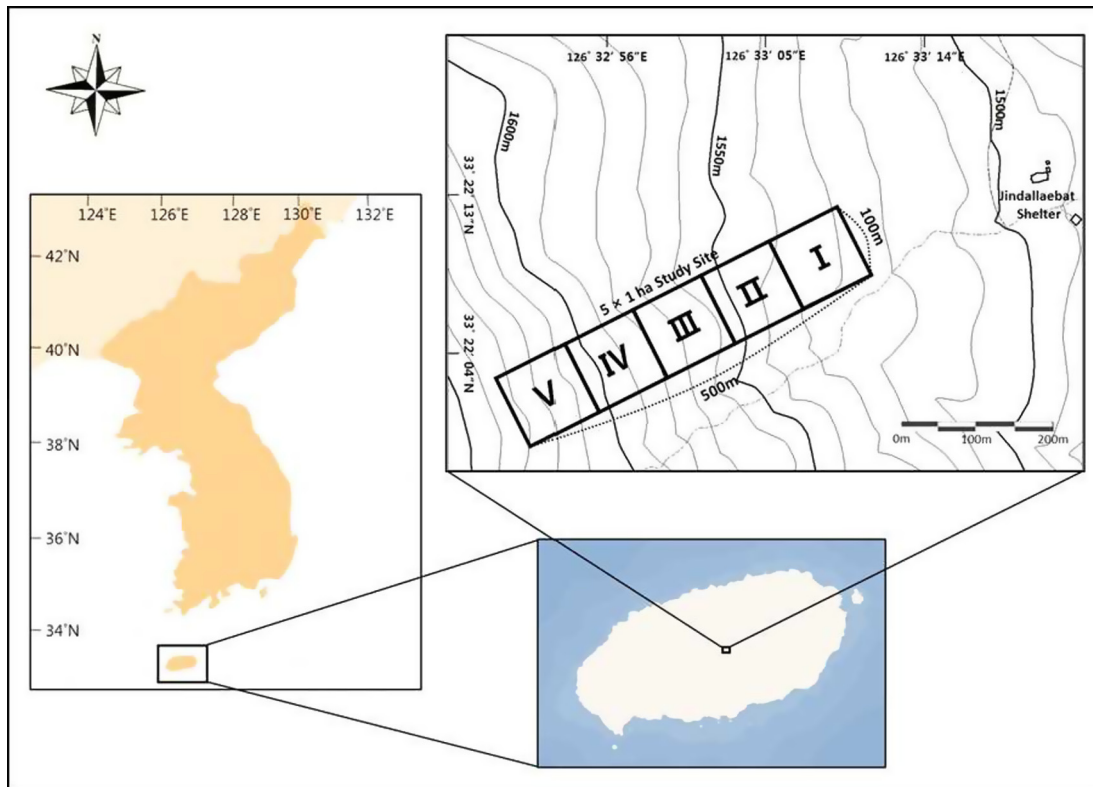 N
124°E 126°E 128°E 130°E 132°E
42°N
40°N
38°N
36°N
34°N
126° 32′ 56″E 126° 33′ 05″E 126° 33′ 14″E
33° 22′ 13″N
33° 22′ 04″N
1600m
1550m
1500m
Jindallaebat
Shelter
100m
5 × 1 ha Study Site
500m
I
II
III
IV
V
0m 100m 200m